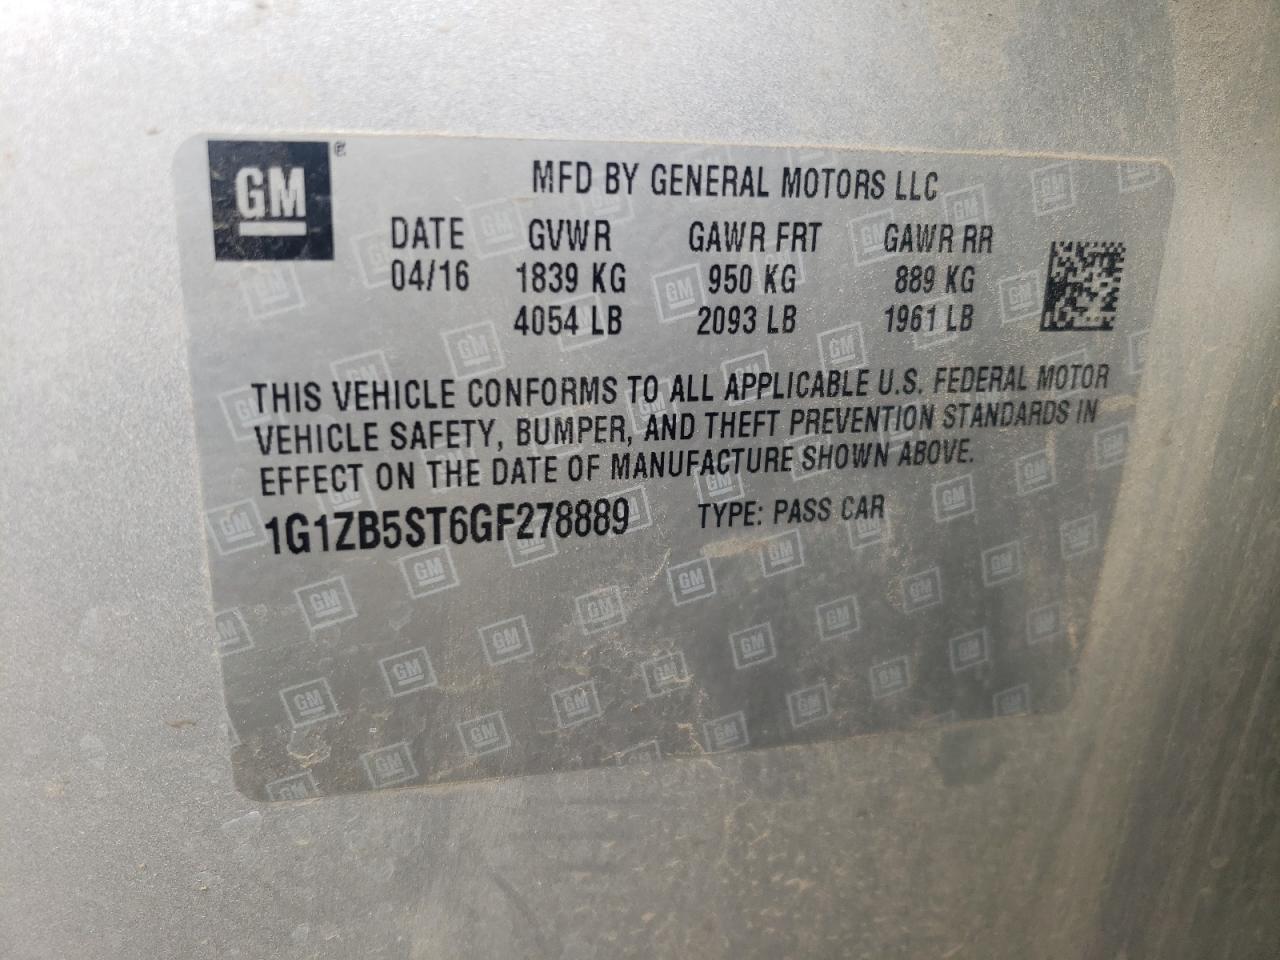 GM
MFD BY GENERAL MOTORS LLC
DATE GVWR GAWR FRT GAWR RR
04/16 1839 KG 950 KG 889 KG
4054 LB 2093 LB 1961 LB
THIS VEHICLE CONFORMS TO ALL APPLICABLE U.S. FEDERAL MOTOR
VEHICLE SAFETY, BUMPER, AND THEFT PREVENTION STANDARDS IN
EFFECT ON THE DATE OF MANUFACTURE SHOWN ABOVE.
1G1ZB5ST6GF278889 TYPE: PASS CAR